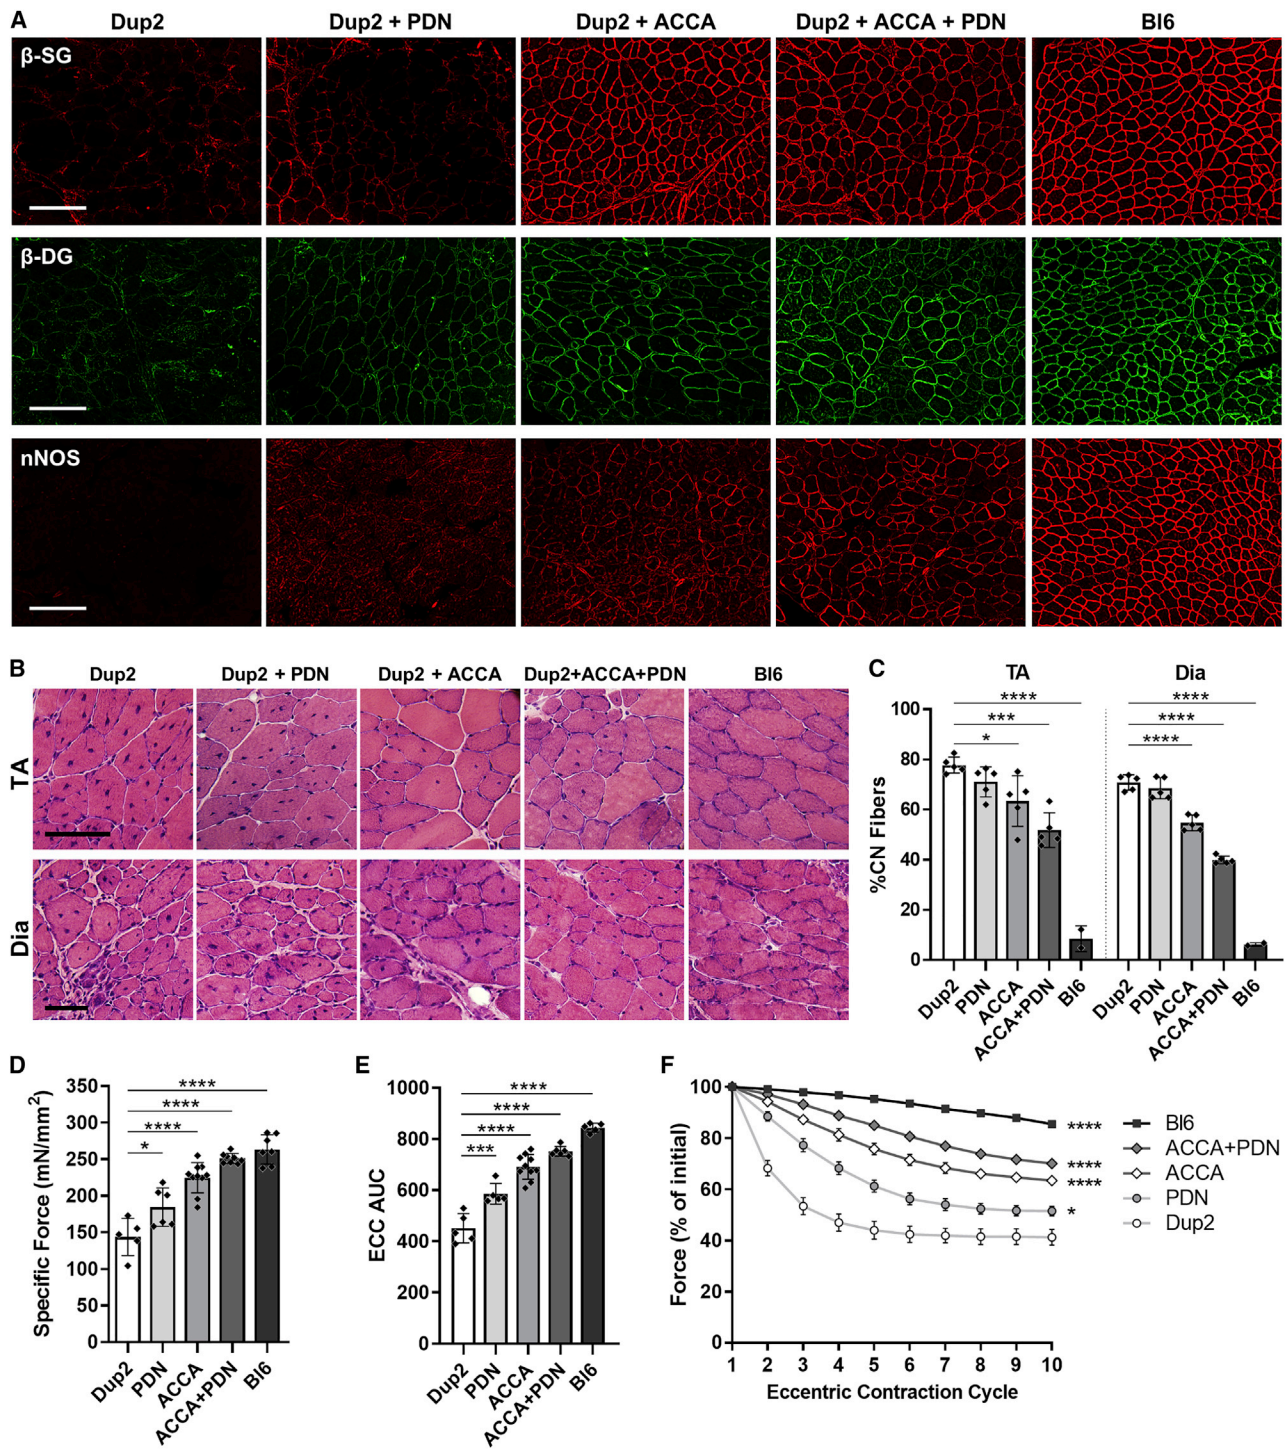 A
Dup2 Dup2 + PDN Dup2 + ACCA Dup2 + ACCA + PDN Bl6
β-SG
β-DG
nNOS
B
Dup2 Dup2 + PDN Dup2 + ACCA Dup2+ACCA+PDN Bl6
TA
Dia
C
TA Dia
**** ****
*** ****
* ****
%CN Fibers
100
80
60
40
20
0
Dup2 PDN ACCA ACCA+PDN Bl6 Dup2 PDN ACCA ACCA+PDN Bl6
D
****
****
****
*
Specific Force (mN/mm2)
350
300
250
200
150
100
50
0
Dup2 PDN ACCA ACCA+PDN Bl6
E
****
****
****
***
ECC AUC
1000
800
600
400
200
0
Dup2 PDN ACCA ACCA+PDN Bl6
F
Force (% of initial)
100
80
60
40
20
0
1 2 3 4 5 6 7 8 9 10
Eccentric Contraction Cycle
****
****
****
*
Bl6
ACCA+PDN
ACCA
PDN
Dup2